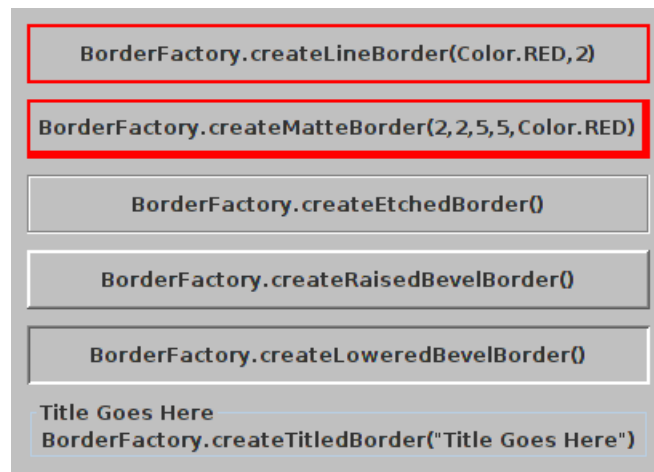 BorderFactory.createLineBorder(Color.RED,2)
BorderFactory.createMatteBorder(2,2,5,5,Color.RED)
BorderFactory.createEtchedBorder()
BorderFactory.createRaisedBevelBorder()
BorderFactory.createLoweredBevelBorder()
Title Goes Here
BorderFactory.createTitledBorder("Title Goes Here")